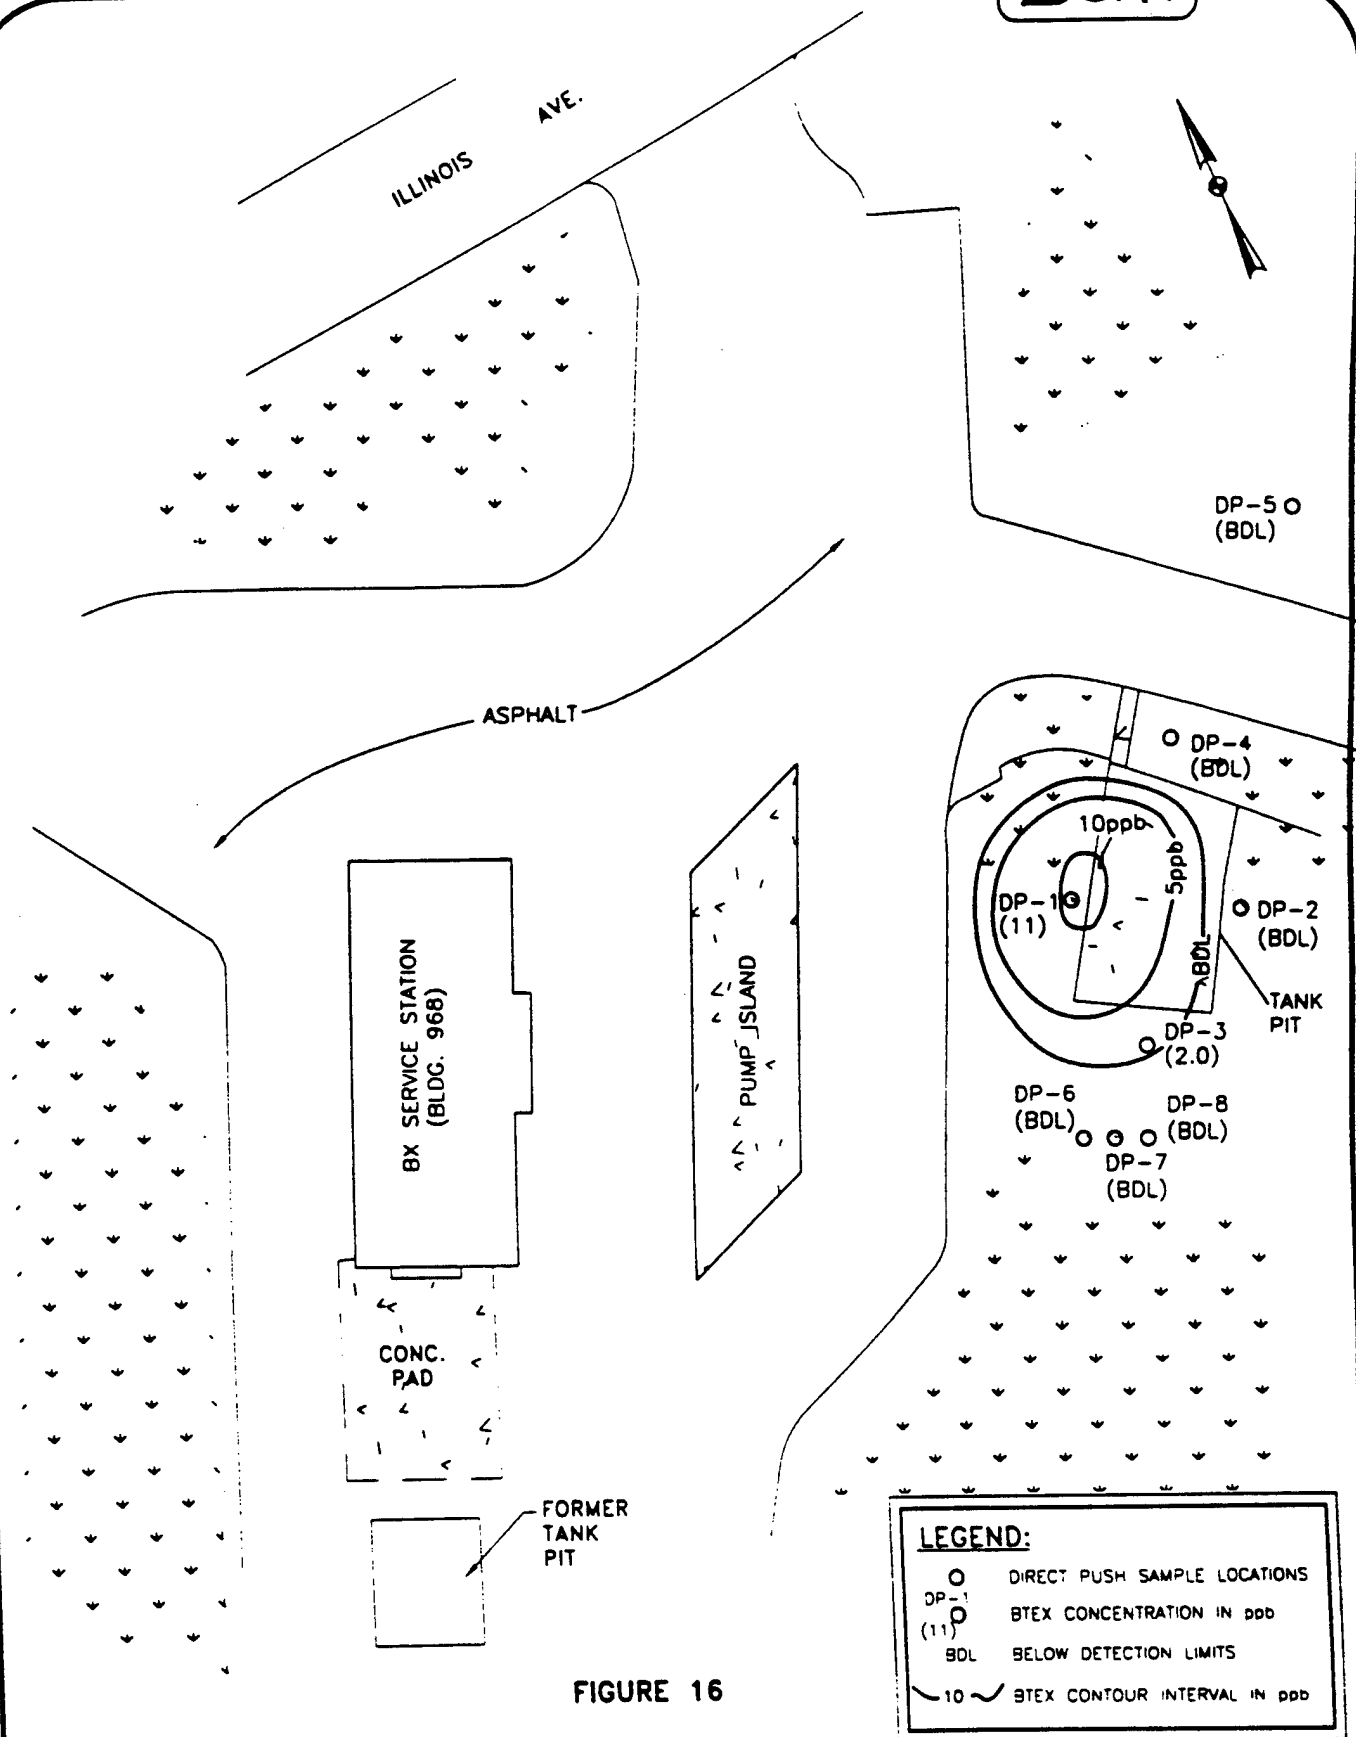 ILLINOIS AVE.
DP-5
(BDL)
ASPHALT
DP-4
(BDL)
10ppb
5ppb
DP-1
(11)
DP-2
(BDL)
BDL
TANK
PIT
DP-3
(2.0)
DP-6
(BDL)
DP-8
(BDL)
DP-7
(BDL)
BX SERVICE STATION
(BLDG. 968)
PUMP ISLAND
CONC.
PAD
FORMER
TANK
PIT
LEGEND:
DIRECT PUSH SAMPLE LOCATIONS
DP-1
(11)
BTEX CONCENTRATION IN ppb
BDL BELOW DETECTION LIMITS
10 BTEX CONTOUR INTERVAL IN ppb
FIGURE 16